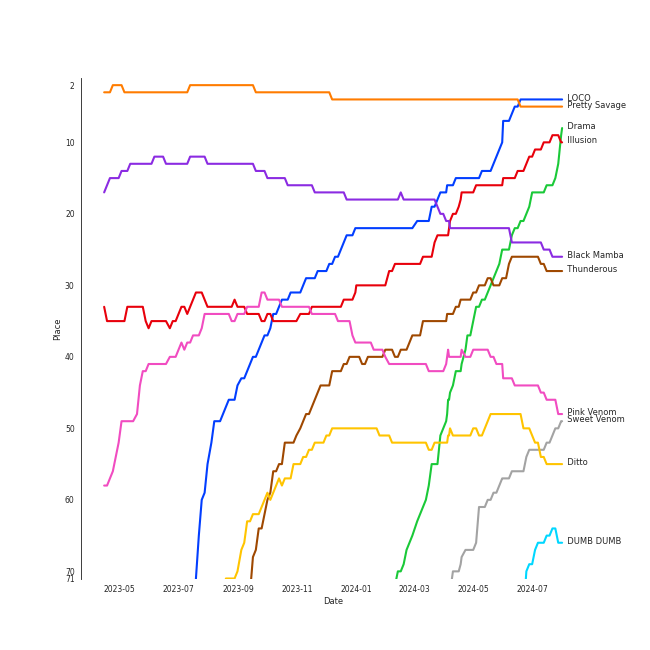 2
10
20
30
40
50
60
70
71
Place
2023-05
2023-07
2023-09
2023-11
2024-01
2024-03
2024-05
2024-07
Date
LOCO
Pretty Savage
Drama
Illusion
Black Mamba
Thunderous
Pink Venom
Sweet Venom
Ditto
DUMB DUMB